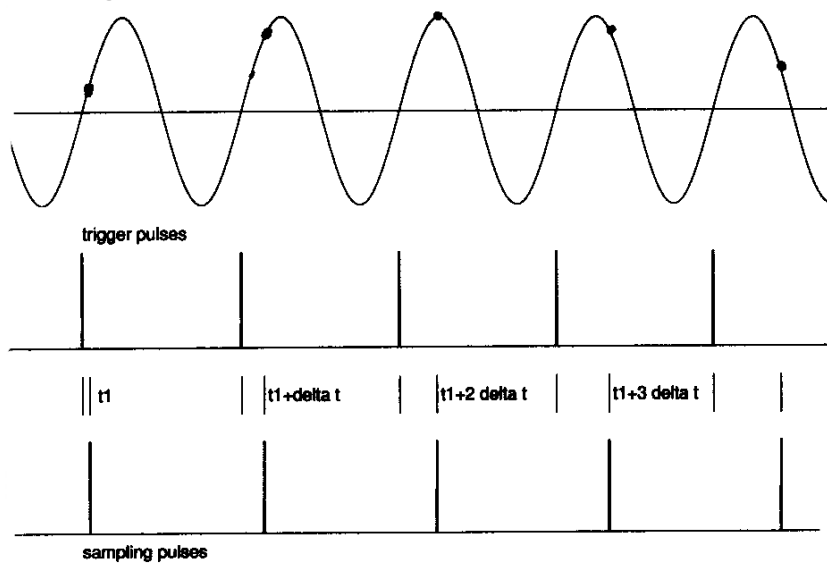 trigger pulses
t1 t1+delta t t1+2 delta t t1+3 delta t
sampling pulses